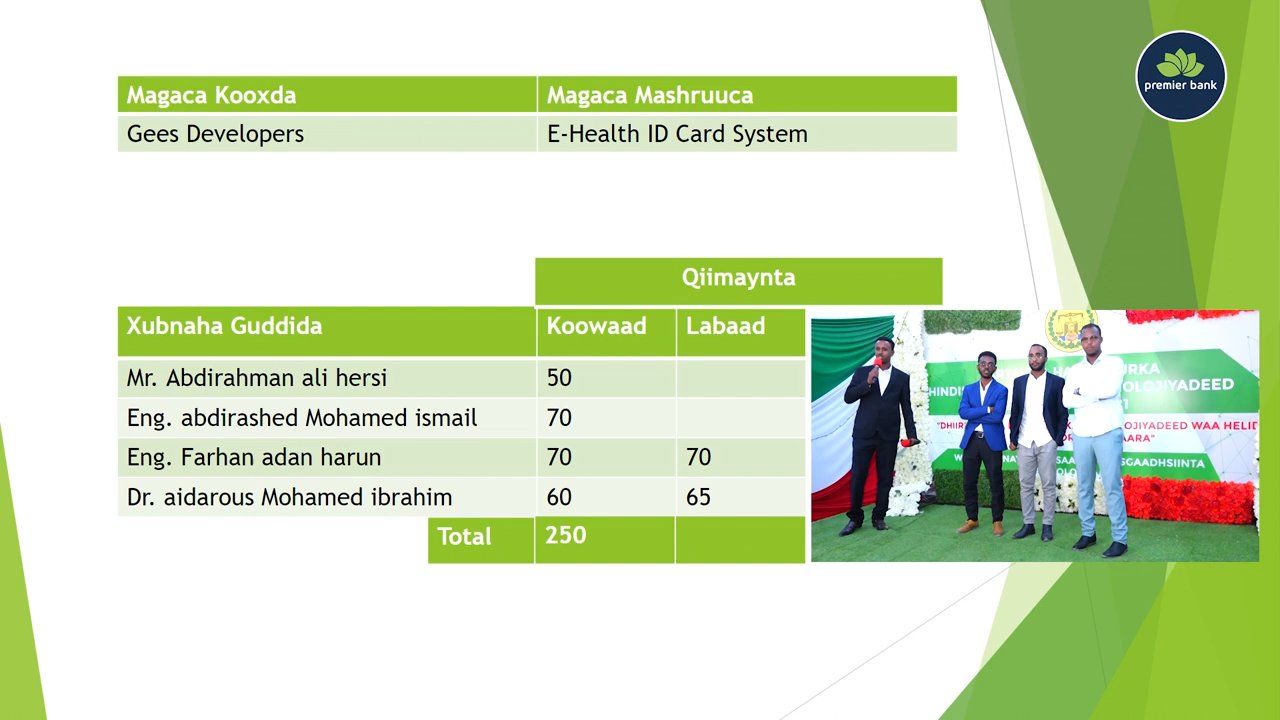 premier bank
Magaca Kooxda Magaca Mashruuca
Gees Developers E-Health ID Card System
Qiimaynta
Xubnaha Guddida Koowaad Labaad
Mr. Abdirahman ali hersi 50
Eng. abdirashed Mohamed ismail 70
Eng. Farhan adan harun 70 70
Dr. aidarous Mohamed ibrahim 60 65
Total 250